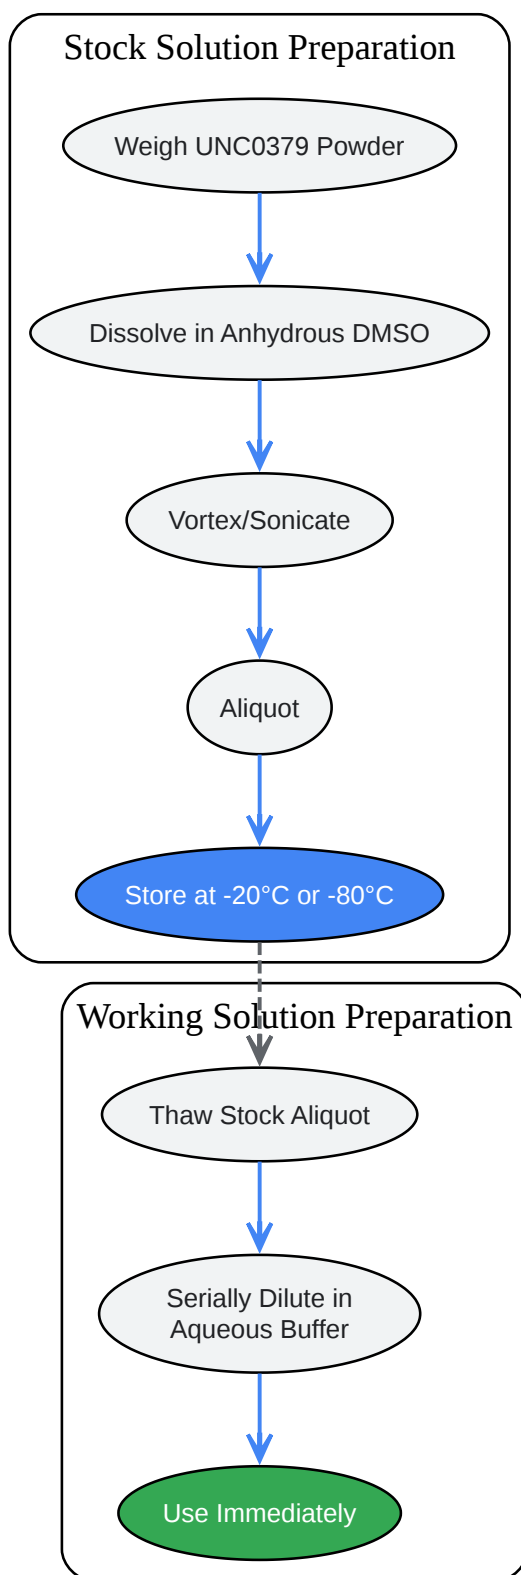 Stock Solution Preparation
Weigh UNC0379 Powder
Dissolve in Anhydrous DMSO
Vortex/Sonicate
Aliquot
Store at -20°C or -80°C
Working Solution Preparation
Thaw Stock Aliquot
Serially Dilute in
Aqueous Buffer
Use Immediately